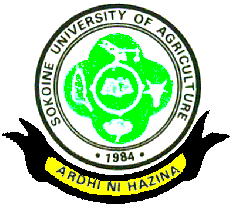 SOKOINE UNIVERSITY OF AGRICULTURE
• 1984 •
ARDHI NI HAZINA